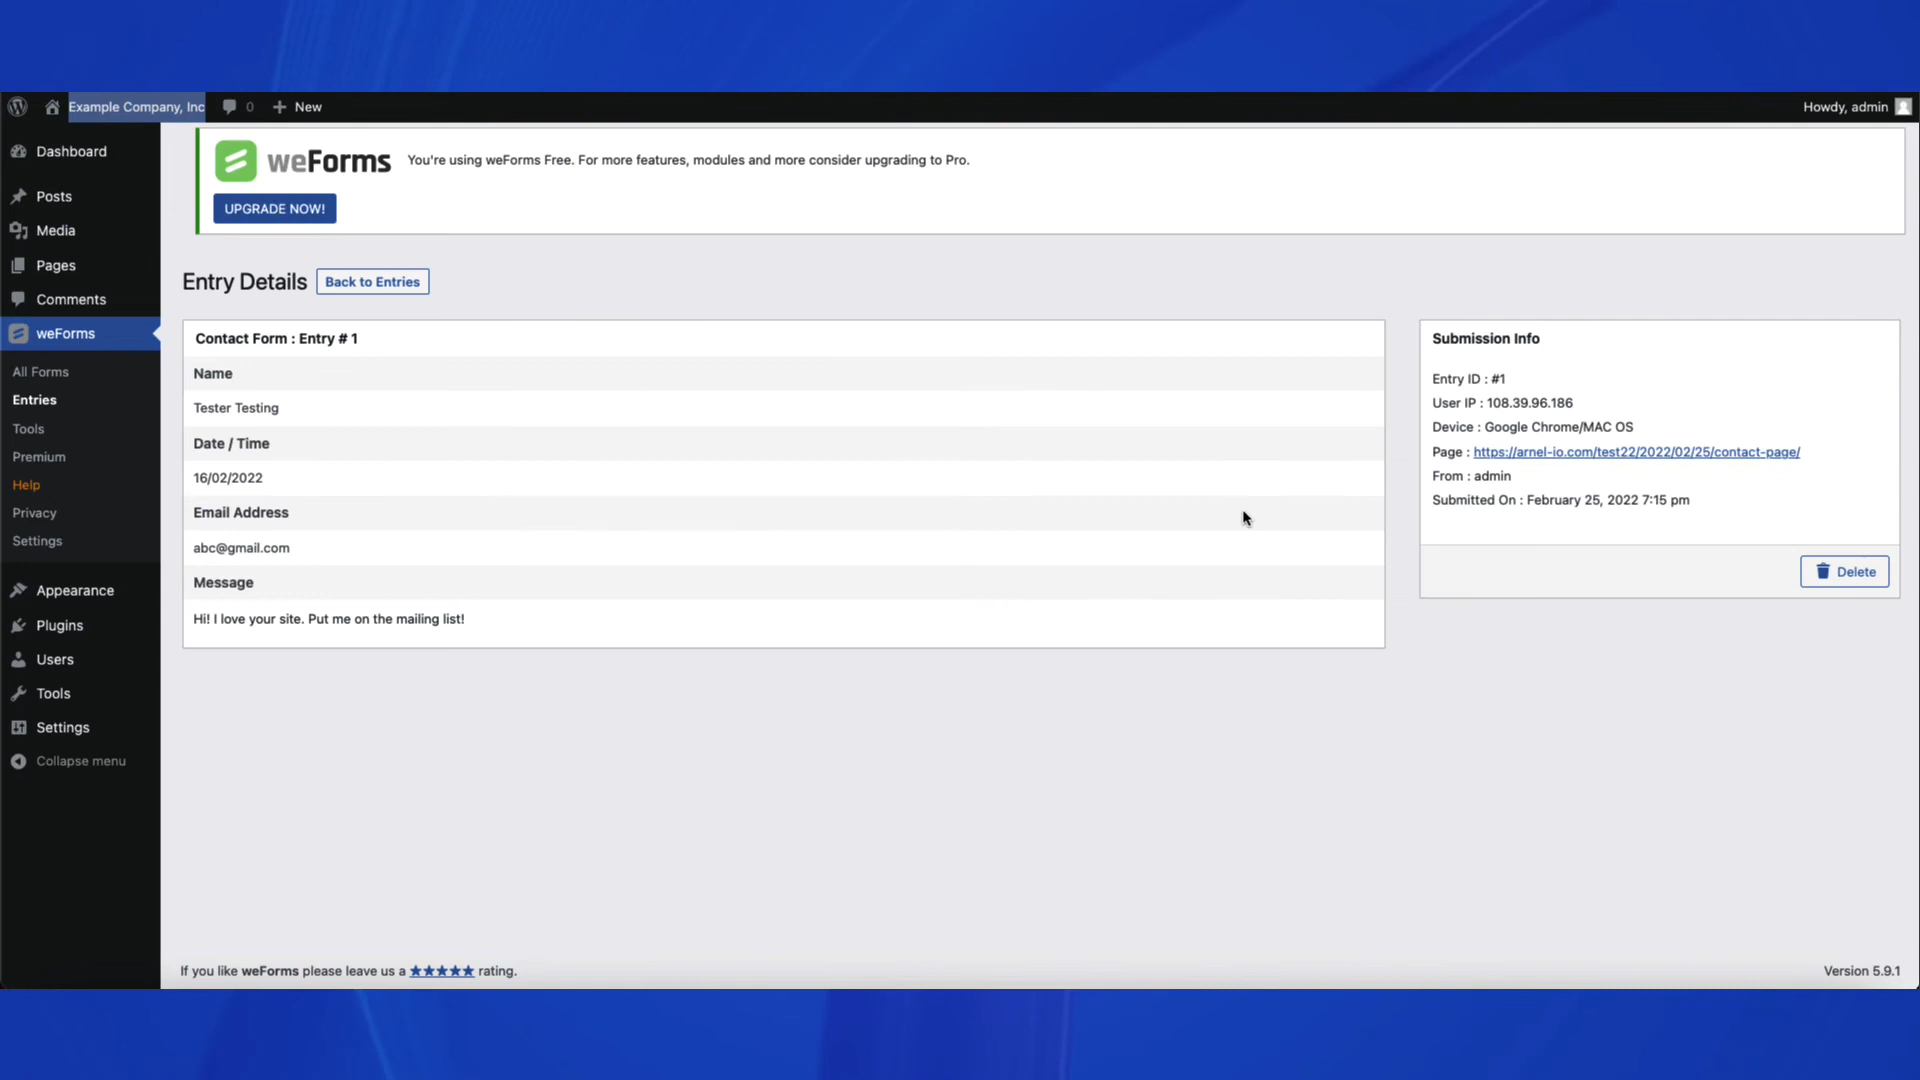 Example Company, Inc
0
New
Howdy, admin
Dashboard
Posts
Media
Pages
Comments
weForms
All Forms
Entries
Tools
Premium
Help
Privacy
Settings
Appearance
Plugins
Users
Tools
Settings
Collapse menu
weForms
You're using weForms Free. For more features, modules and more consider upgrading to Pro.
UPGRADE NOW!
Entry Details
Back to Entries
Contact Form : Entry # 1
Name
Tester Testing
Date / Time
16/02/2022
Email Address
abc@gmail.com
Message
Hi! I love your site. Put me on the mailing list!
Submission Info
Entry ID : #1
User IP : 108.39.96.186
Device : Google Chrome/MAC OS
Page : https://arnel-io.com/test22/2022/02/25/contact-page/
From : admin
Submitted On : February 25, 2022 7:15 pm
Delete
If you like weForms please leave us a ★★★★★ rating.
Version 5.9.1